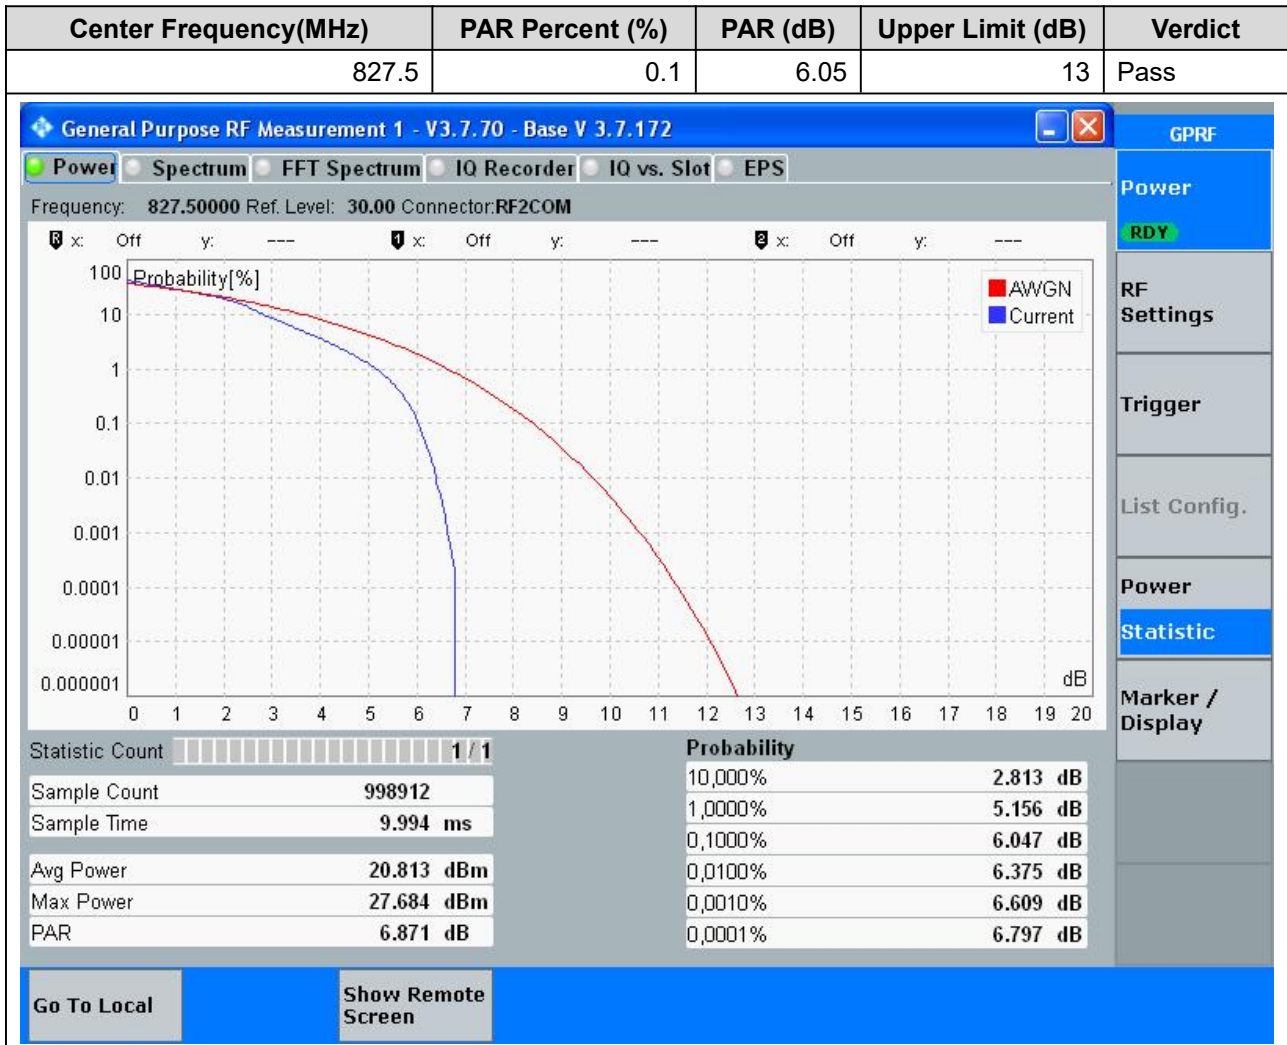 Center Frequency(MHz) PAR Percent (%) PAR (dB) Upper Limit (dB) Verdict
827.5 0.1 6.05 13 Pass
General Purpose RF Measurement 1 - V3.7.70 - Base V 3.7.172
GPRF
Power Spectrum FFT Spectrum IQ Recorder IQ vs. Slot EPS
Power
RDY
Frequency: 827.50000 Ref. Level: 30.00 Connector:RF2COM
R x: Off y: --- 1 x: Off y: --- 2 x: Off y: ---
Probability[%]
100
10
1
0.1
0.01
0.001
0.0001
0.00001
0.000001
AWGN
Current
dB
0 1 2 3 4 5 6 7 8 9 10 11 12 13 14 15 16 17 18 19 20
RF
Settings
Trigger
List Config.
Power
Statistic
Marker /
Display
Statistic Count 1 / 1
Sample Count 998912
Sample Time 9.994 ms
Avg Power 20.813 dBm
Max Power 27.684 dBm
PAR 6.871 dB
Probability
10,000% 2.813 dB
1,0000% 5.156 dB
0,1000% 6.047 dB
0,0100% 6.375 dB
0,0010% 6.609 dB
0,0001% 6.797 dB
Go To Local
Show Remote
Screen